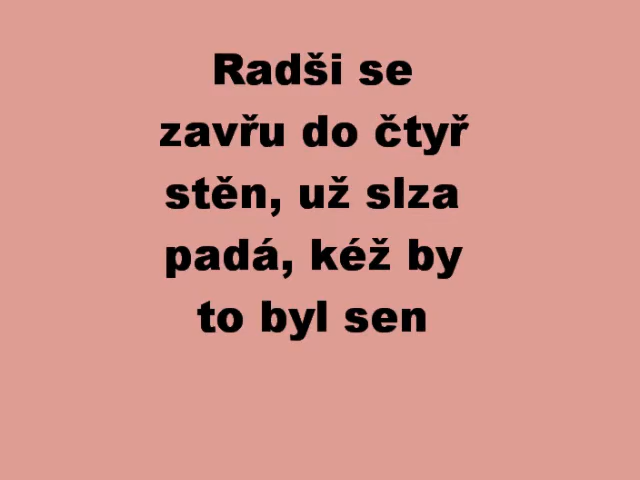 Radši se
zavřu do čtyř
stěn, už slza
padá, kéž by
to byl sen